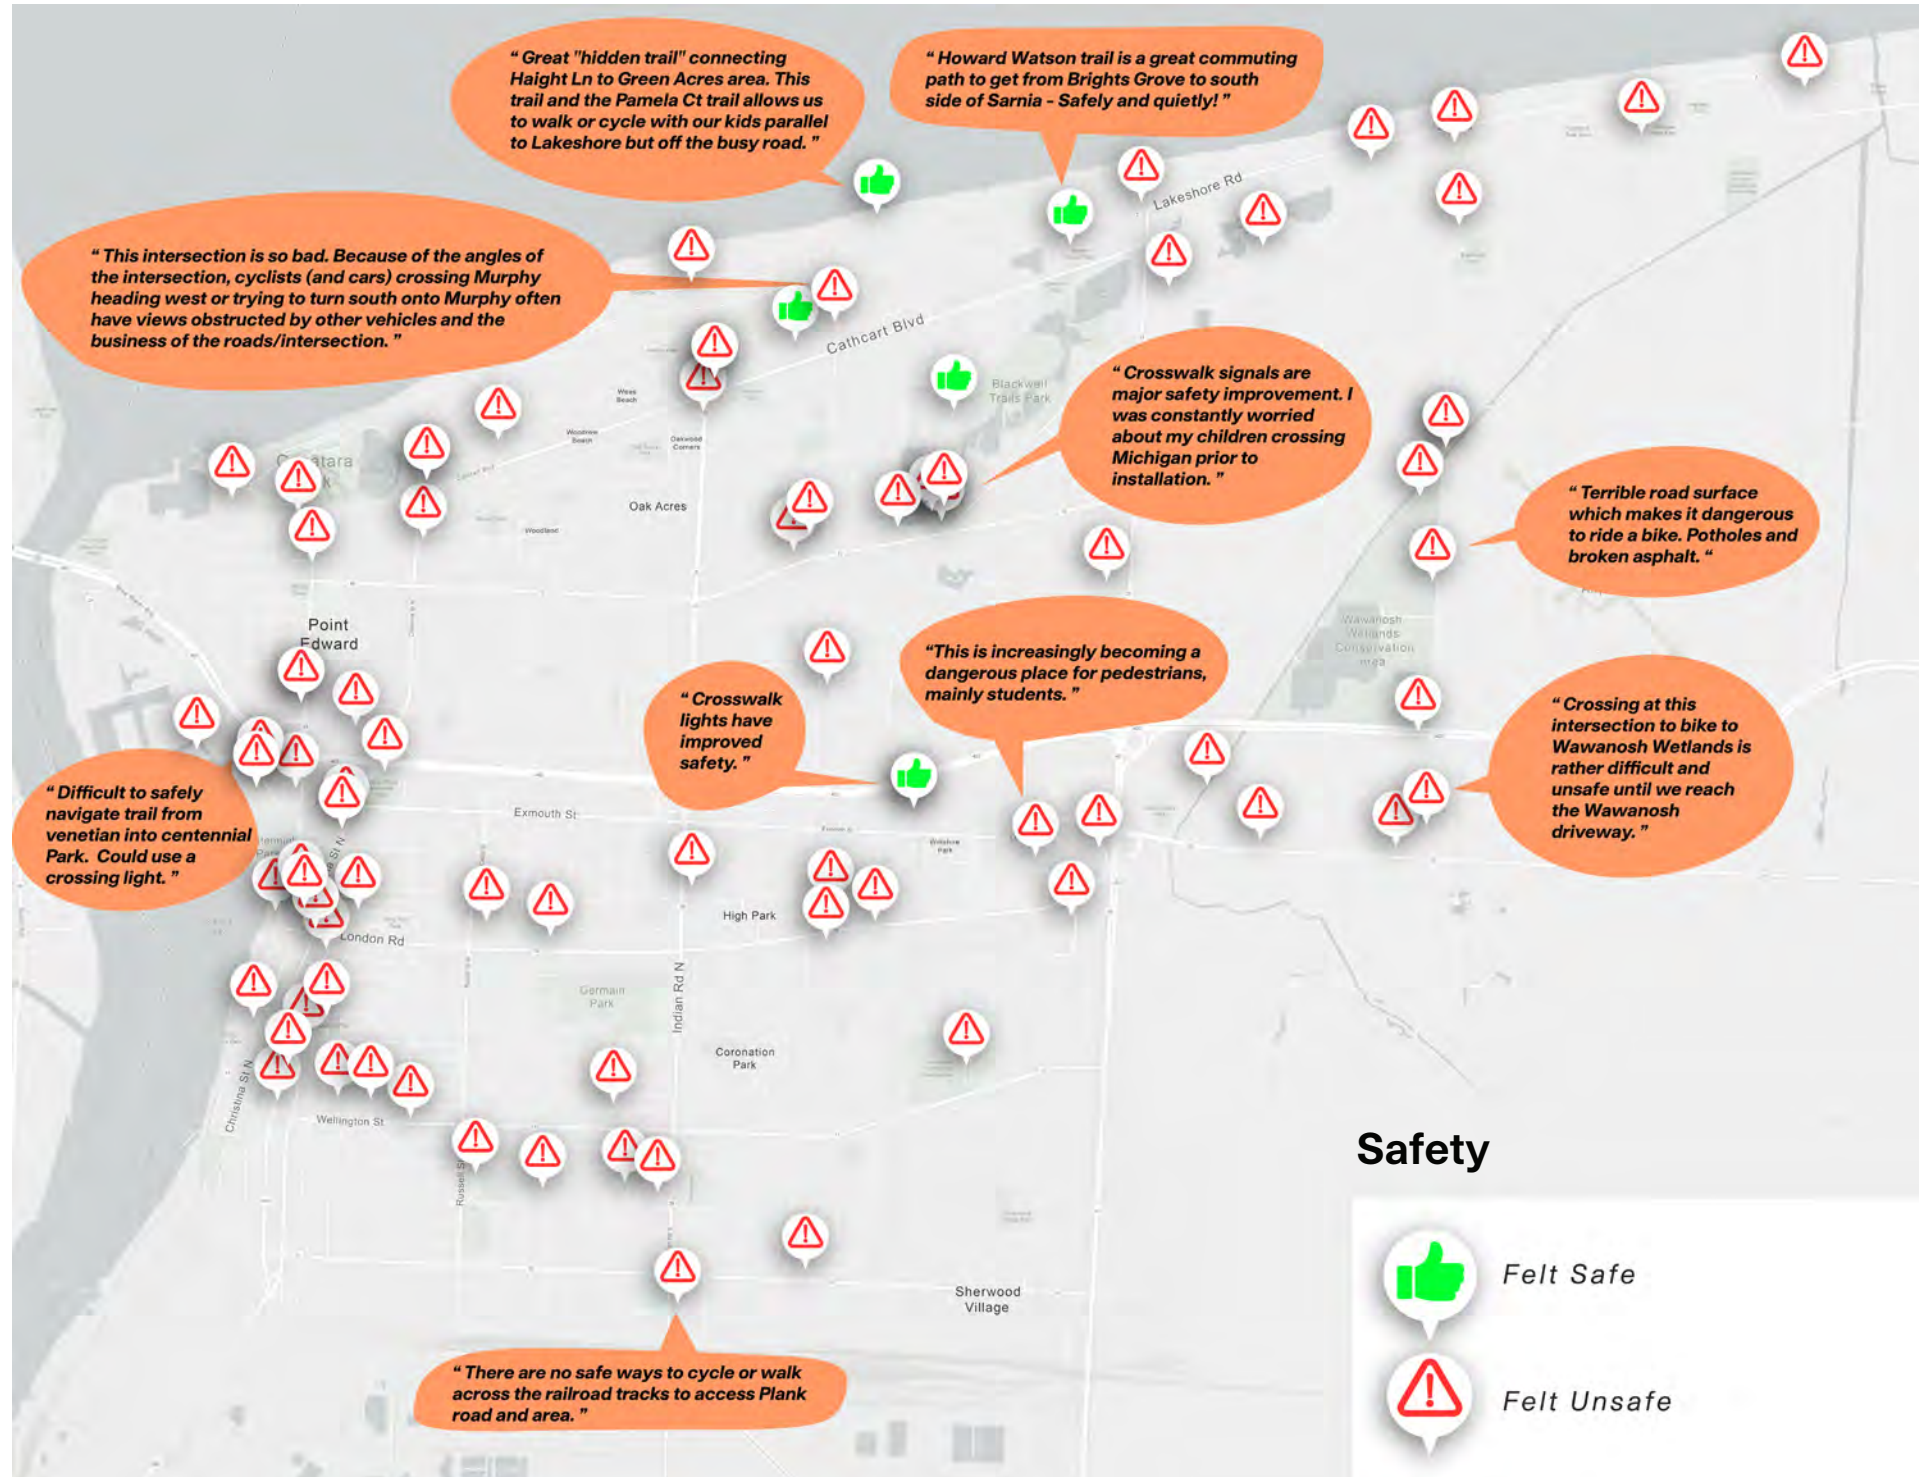 “ Great "hidden trail" connecting
Haight Ln to Green Acres area. This
trail and the Pamela Ct trail allows us
to walk or cycle with our kids parallel
to Lakeshore but off the busy road. ”
“ Howard Watson trail is a great commuting
path to get from Brights Grove to south
side of Sarnia - Safely and quietly! ”
Lakeshore Rd
“ This intersection is so bad. Because of the angles of
the intersection, cyclists (and cars) crossing Murphy
heading west or trying to turn south onto Murphy often
have views obstructed by other vehicles and the
business of the roads/intersection. ”
Cathcart Blvd
Blackwell
Trails Park
“ Crosswalk signals are
major safety improvement. I
was constantly worried
about my children crossing
Michigan prior to
installation. ”
Wees
Beach
Woodrow
Beach
Oakwood
Corners
Oak Acres
Woodland
“ Terrible road surface
which makes it dangerous
to ride a bike. Potholes and
broken asphalt. “
Point
Edward
Wawanosh
Wetlands
Conservation
Area
“This is increasingly becoming a
dangerous place for pedestrians,
mainly students. ”
“ Crosswalk
lights have
improved
safety. ”
“ Crossing at this
intersection to bike to
Wawanosh Wetlands is
rather difficult and
unsafe until we reach
the Wawanosh
driveway. ”
“ Difficult to safely
navigate trail from
venetian into centennial
Park.  Could use a
crossing light. ”
Exmouth St
Wiltshire
Park
High Park
London Rd
Germain
Park
Indian Rd N
Coronation
Park
Christina St N
Wellington St
Russell St
Sherwood
Village
“ There are no safe ways to cycle or walk
across the railroad tracks to access Plank
road and area. ”
Safety
Felt Safe
Felt Unsafe